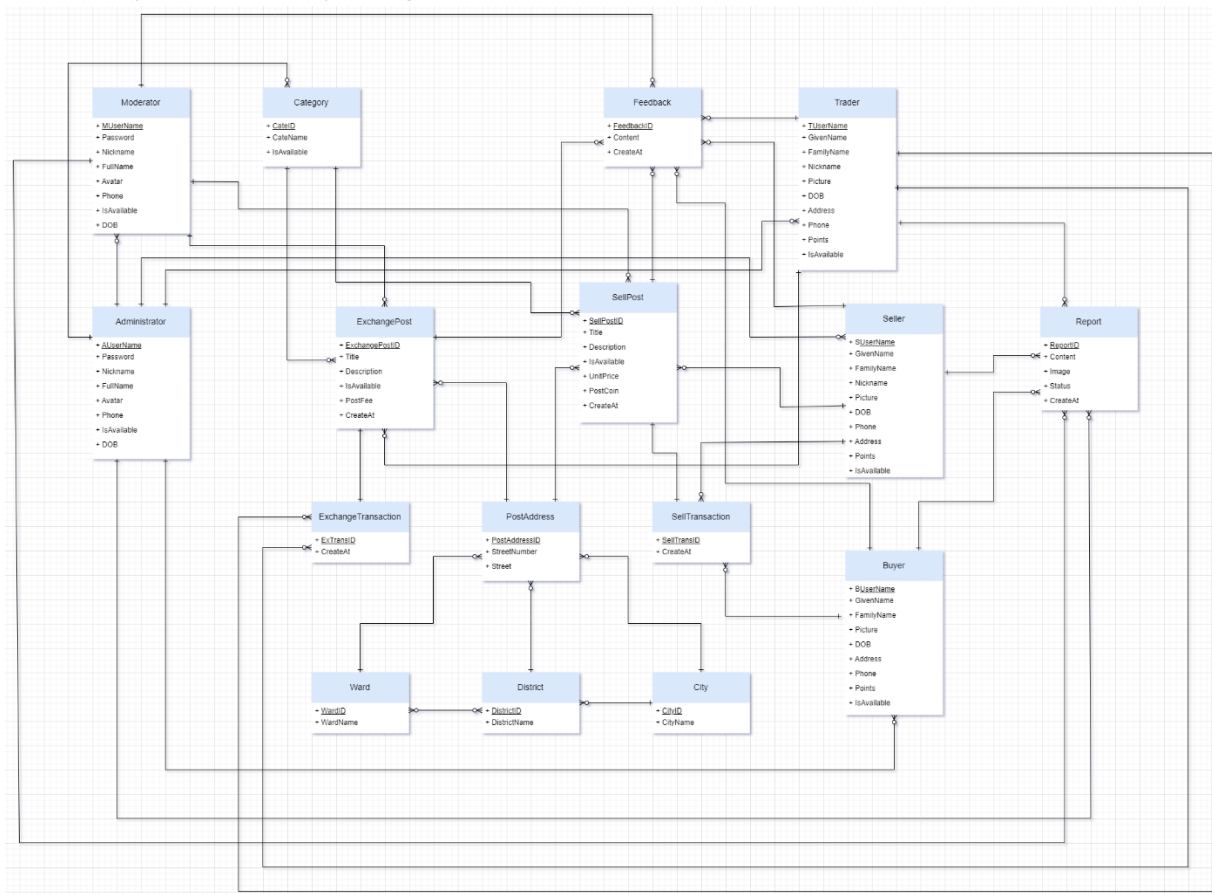 Moderator
+ MUserName
+ Password
+ Nickname
+ FullName
+ Avatar
+ Phone
+ IsAvailable
+ DOB
Category
+ CateID
+ CateName
+ IsAvailable
Feedback
+ FeedbackID
+ Content
+ CreateAt
Trader
+ TUserName
+ GivenName
+ FamilyName
+ Nickname
+ Picture
+ DOB
+ Address
+ Phone
+ Points
+ IsAvailable
Administrator
+ AUserName
+ Password
+ Nickname
+ FullName
+ Avatar
+ Phone
+ IsAvailable
+ DOB
ExchangePost
+ ExchangePostID
+ Title
+ Description
+ IsAvailable
+ PostFee
+ CreateAt
SellPost
+ SellPostID
+ Title
+ Description
+ IsAvailable
+ UnitPrice
+ PostCoin
+ CreateAt
Seller
+ SUserName
+ GivenName
+ FamilyName
+ Nickname
+ Picture
+ DOB
+ Phone
+ Address
+ Points
+ IsAvailable
Report
+ ReportID
+ Content
+ Image
+ Status
+ CreateAt
ExchangeTransaction
+ ExTransID
+ CreateAt
PostAddress
+ PostAddressID
+ StreetNumber
+ Street
SellTransaction
+ SellTransID
+ CreateAt
Buyer
+ BUserName
+ GivenName
+ FamilyName
+ Picture
+ DOB
+ Address
+ Phone
+ Points
+ IsAvailable
Ward
+ WardID
+ WardName
District
+ DistrictID
+ DistrictName
City
+ CityID
+ CityName